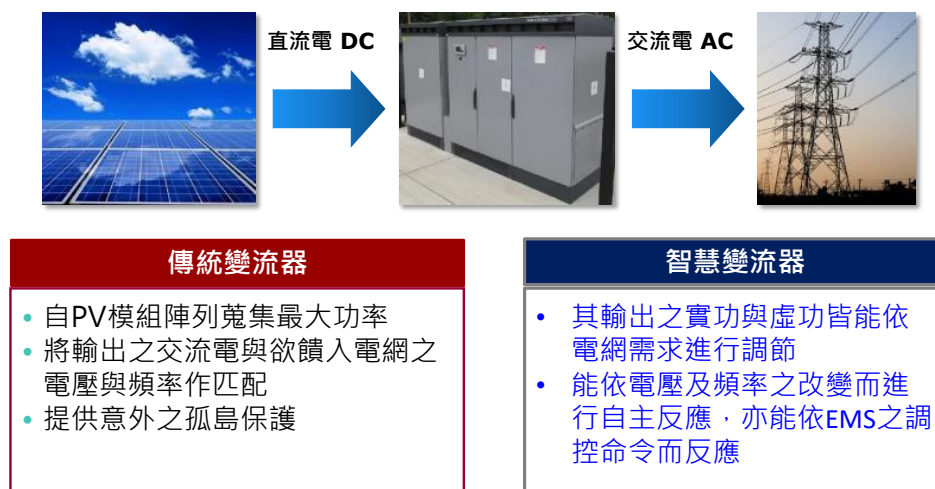 直流電 DC
交流電 AC
傳統變流器
• 自PV模組陣列蒐集最大功率
• 將輸出之交流電與欲饋入電網之
電壓與頻率作匹配
• 提供意外之孤島保護
智慧變流器
• 其輸出之實功與虛功皆能依
電網需求進行調節
• 能依電壓及頻率之改變而進
行自主反應，亦能依EMS之調
控命令而反應